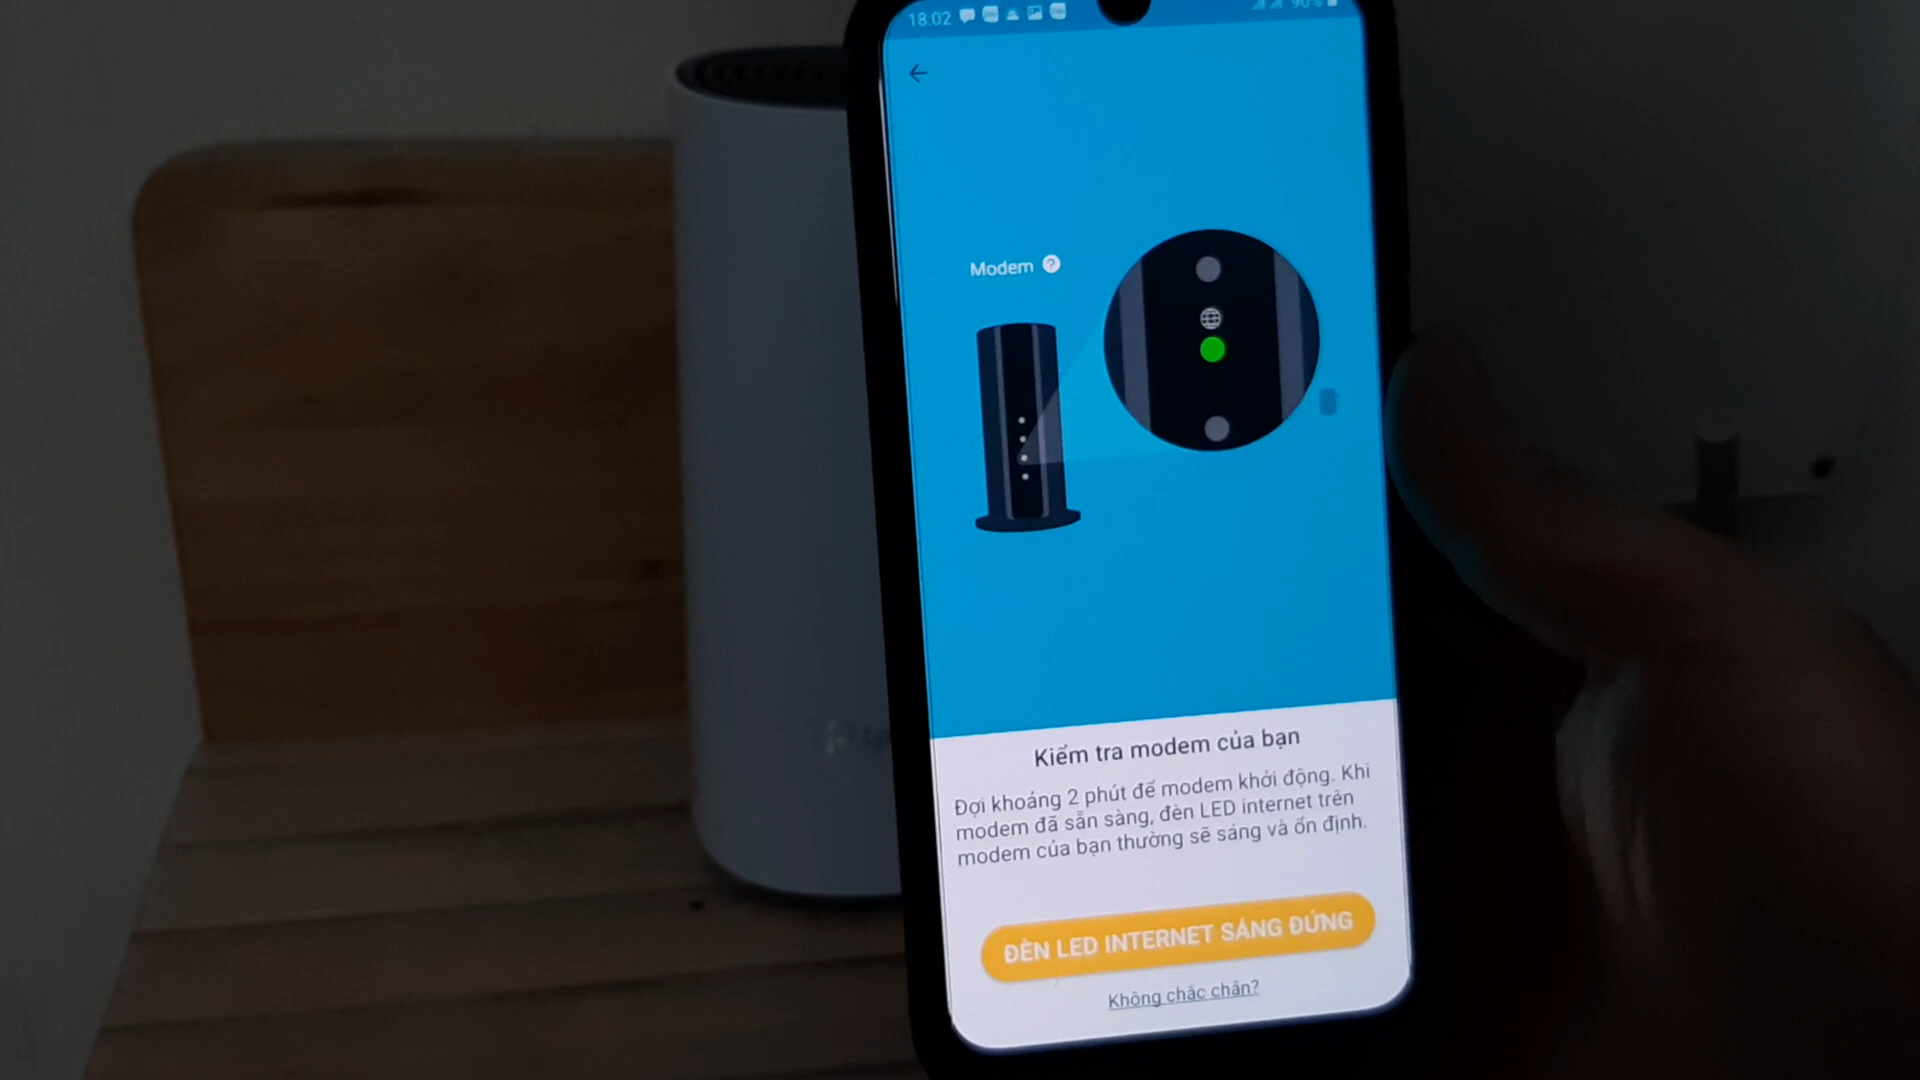 18:02
90%
Modem ?
Kiểm tra modem của bạn
Đợi khoảng 2 phút để modem khởi động. Khi
modem đã sẵn sàng, đèn LED internet trên
modem của bạn thường sẽ sáng và ổn định.
ĐÈN LED INTERNET SÁNG ĐỨNG
Không chắc chắn?